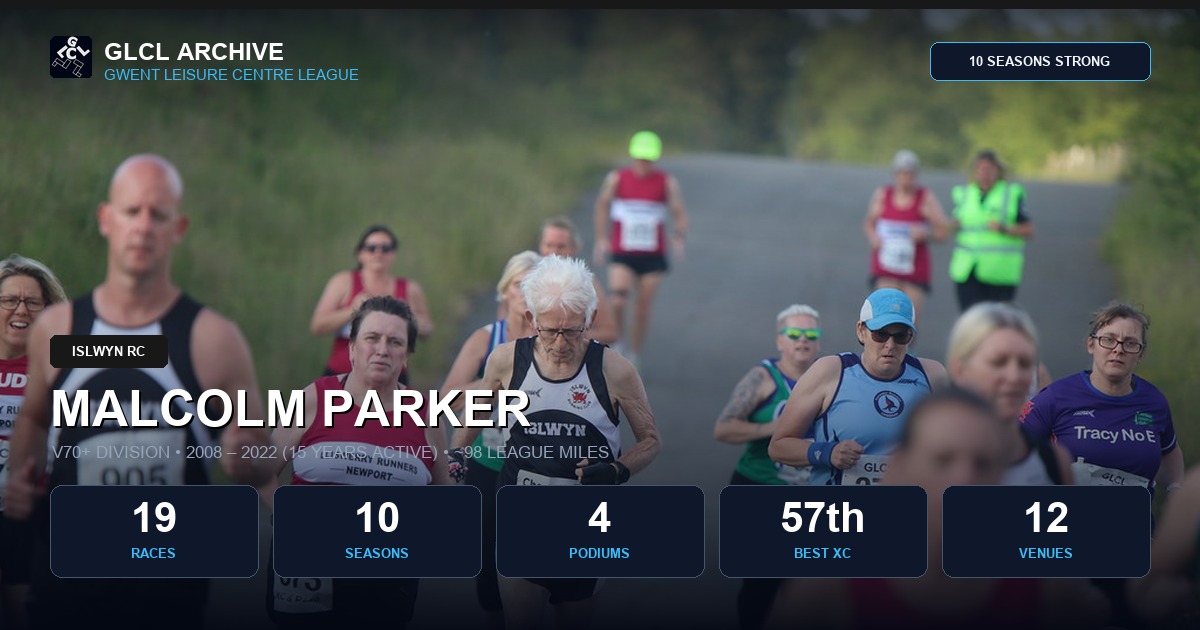 GLCL ARCHIVE
GWENT LEISURE CENTRE LEAGUE
10 SEASONS STRONG
ISLWYN RC
MALCOLM PARKER
V70+ DIVISION • 2008 – 2022 (15 YEARS ACTIVE) • ~98 LEAGUE MILES
19
RACES
10
SEASONS
4
PODIUMS
57th
BEST XC
12
VENUES
ISLWYN
RUNNERS
NEWPORT
905
Tracy No E
GLCL
GLC